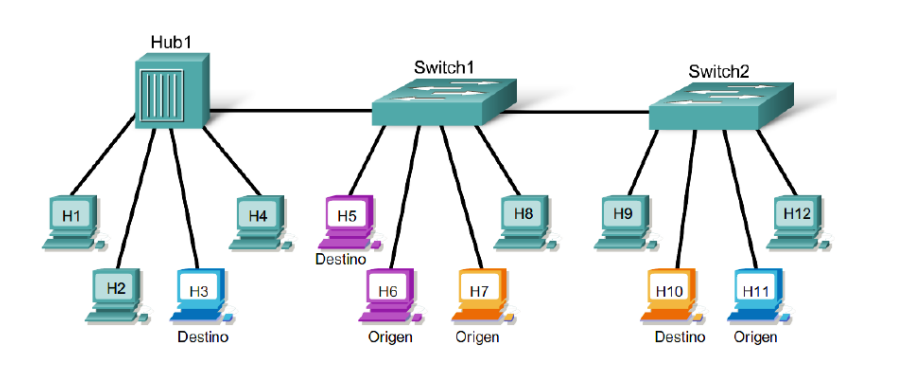 Hub1
Switch1
Switch2
H1
H4
H5
H8
H9
H12
Destino
H2
H3
H6
H7
H10
H11
Destino
Origen
Origen
Destino
Origen